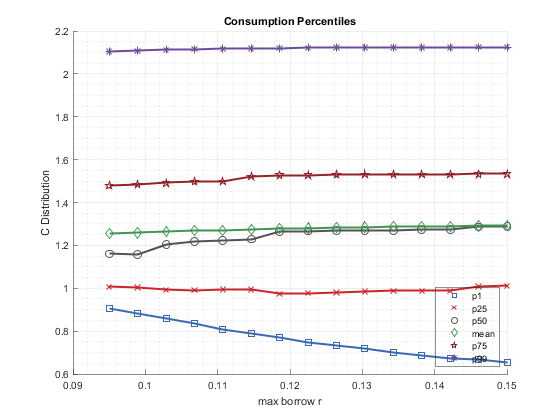 Consumption Percentiles
2.2
2
1.8
1.6
1.4
1.2
1
0.8
0.6
C Distribution
0.09
0.1
0.11
0.12
0.13
0.14
0.15
max borrow r
p1
p25
p50
mean
p75
p99